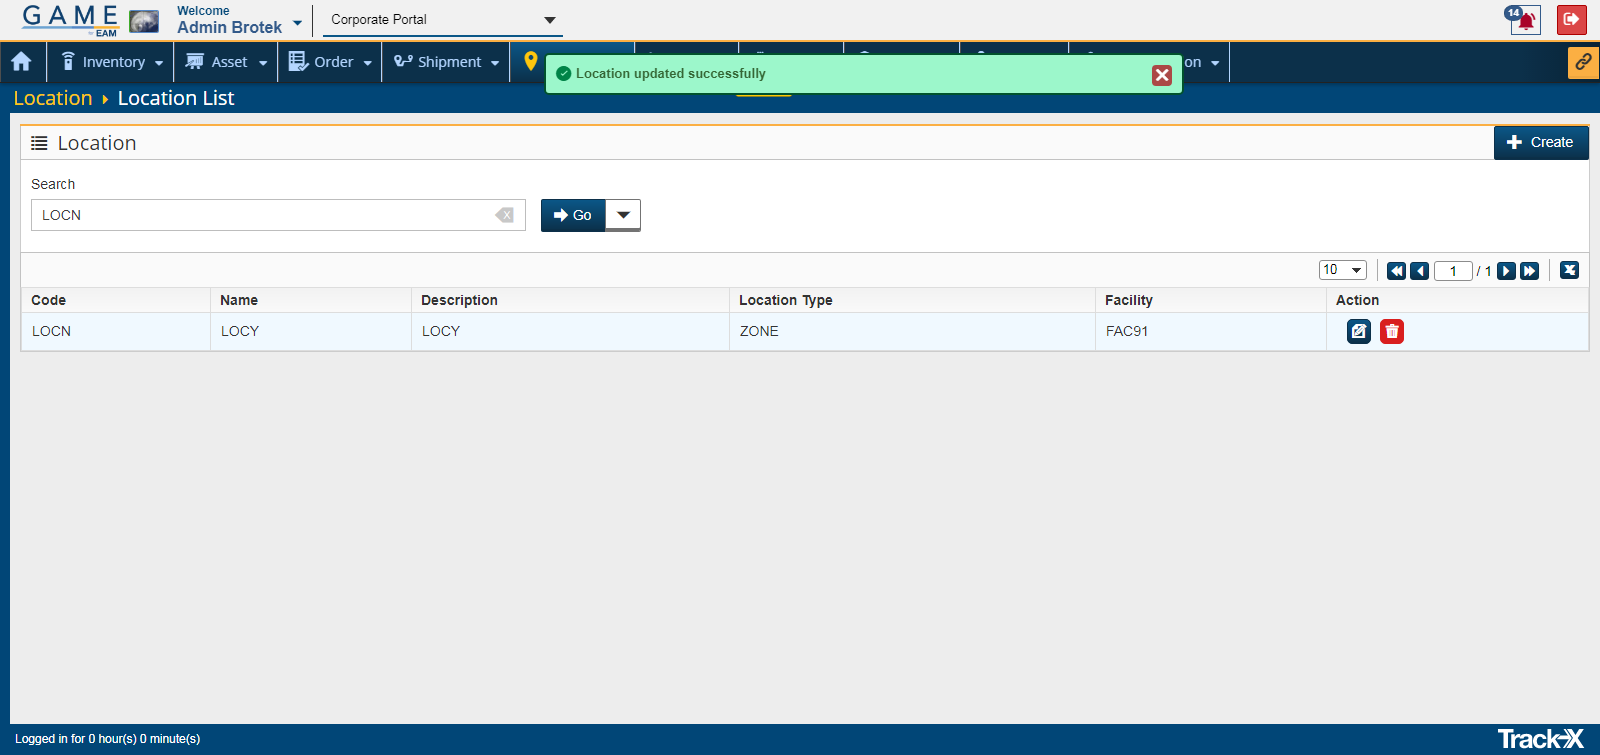 GAME
by EAM
Welcome
Admin Brotek
Corporate Portal
14
Inventory
Asset
Order
Shipment
on
Location updated successfully
Location
Location List
Location
Create
Search
LOCN
Go
10
1
/ 1
Code Name Description Location Type Facility Action
LOCN LOCY LOCY ZONE FAC91
Logged in for 0 hour(s) 0 minute(s)
Track-X